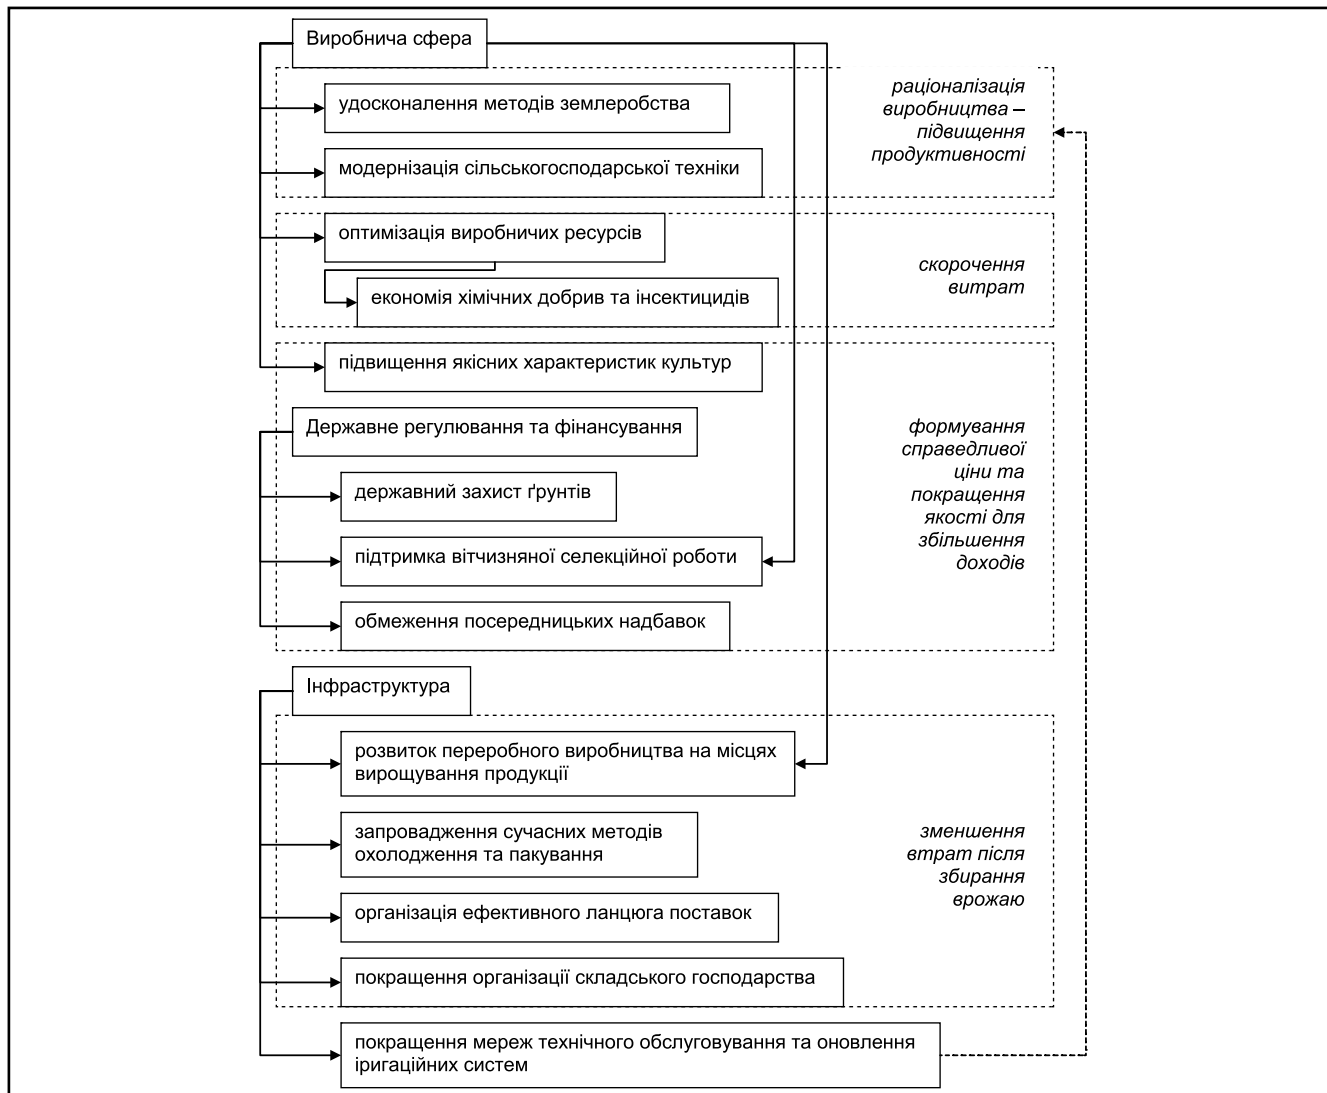 Виробнича сфера
раціоналізація
виробництва –
підвищення
продуктивності
удосконалення методів землеробства
модернізація сільськогосподарської техніки
оптимізація виробничих ресурсів
скорочення
витрат
економія хімічних добрив та інсектицидів
підвищення якісних характеристик культур
Державне регулювання та фінансування
формування
справедливої
ціни та
покращення
якості для
збільшення
доходів
державний захист ґрунтів
підтримка вітчизняної селекційної роботи
обмеження посередницьких надбавок
Інфраструктура
розвиток переробного виробництва на місцях
вирощування продукції
запровадження сучасних методів
охолодження та пакування
зменшення
втрат після
збирання
врожаю
організація ефективного ланцюга поставок
покращення організації складського господарства
покращення мереж технічного обслуговування та оновлення
іригаційних систем